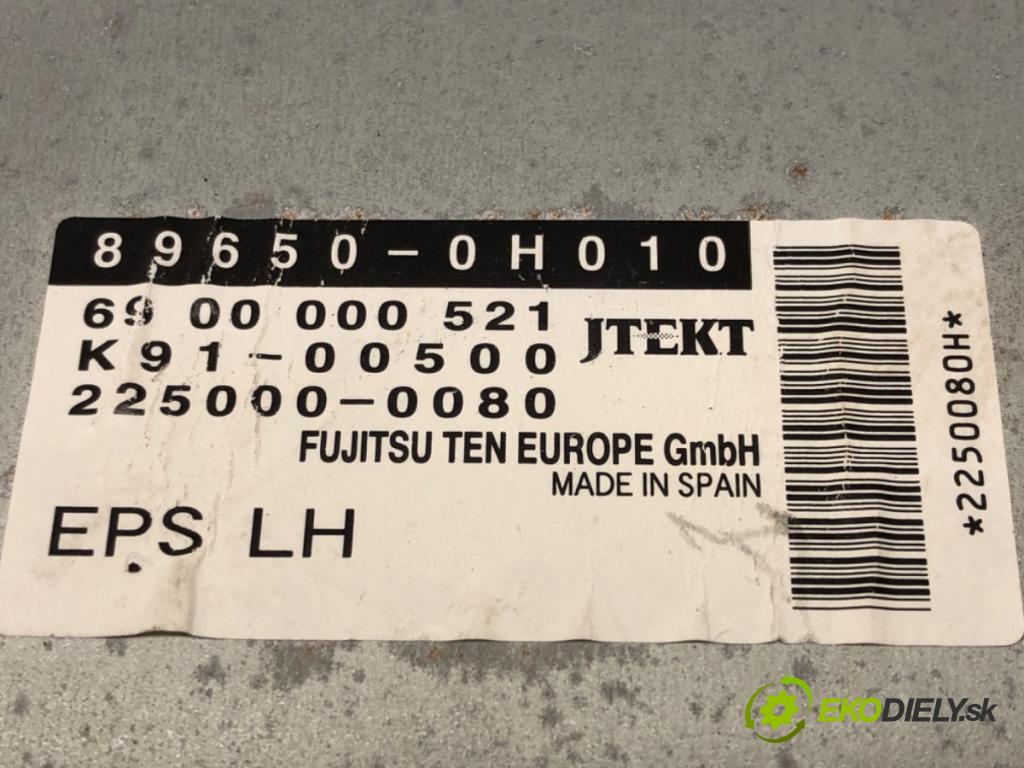 89650-0H010
69 00 000 521
K91-00500
JTEKT
225000-0080
FUJITSU TEN EUROPE GmbH
MADE IN SPAIN
EPS LH
*2250080H*
EKODIELY.sk